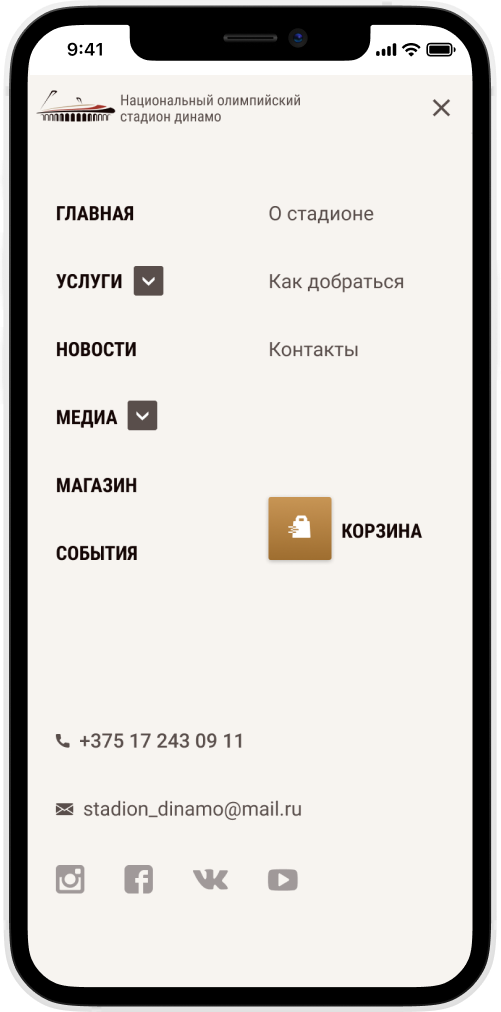 9:41
Национальный олимпийский
стадион динамо
ГЛАВНАЯ
О стадионе
УСЛУГИ
Как добраться
НОВОСТИ
Контакты
МЕДИА
МАГАЗИН
КОРЗИНА
СОБЫТИЯ
+375 17 243 09 11
stadion_dinamo@mail.ru